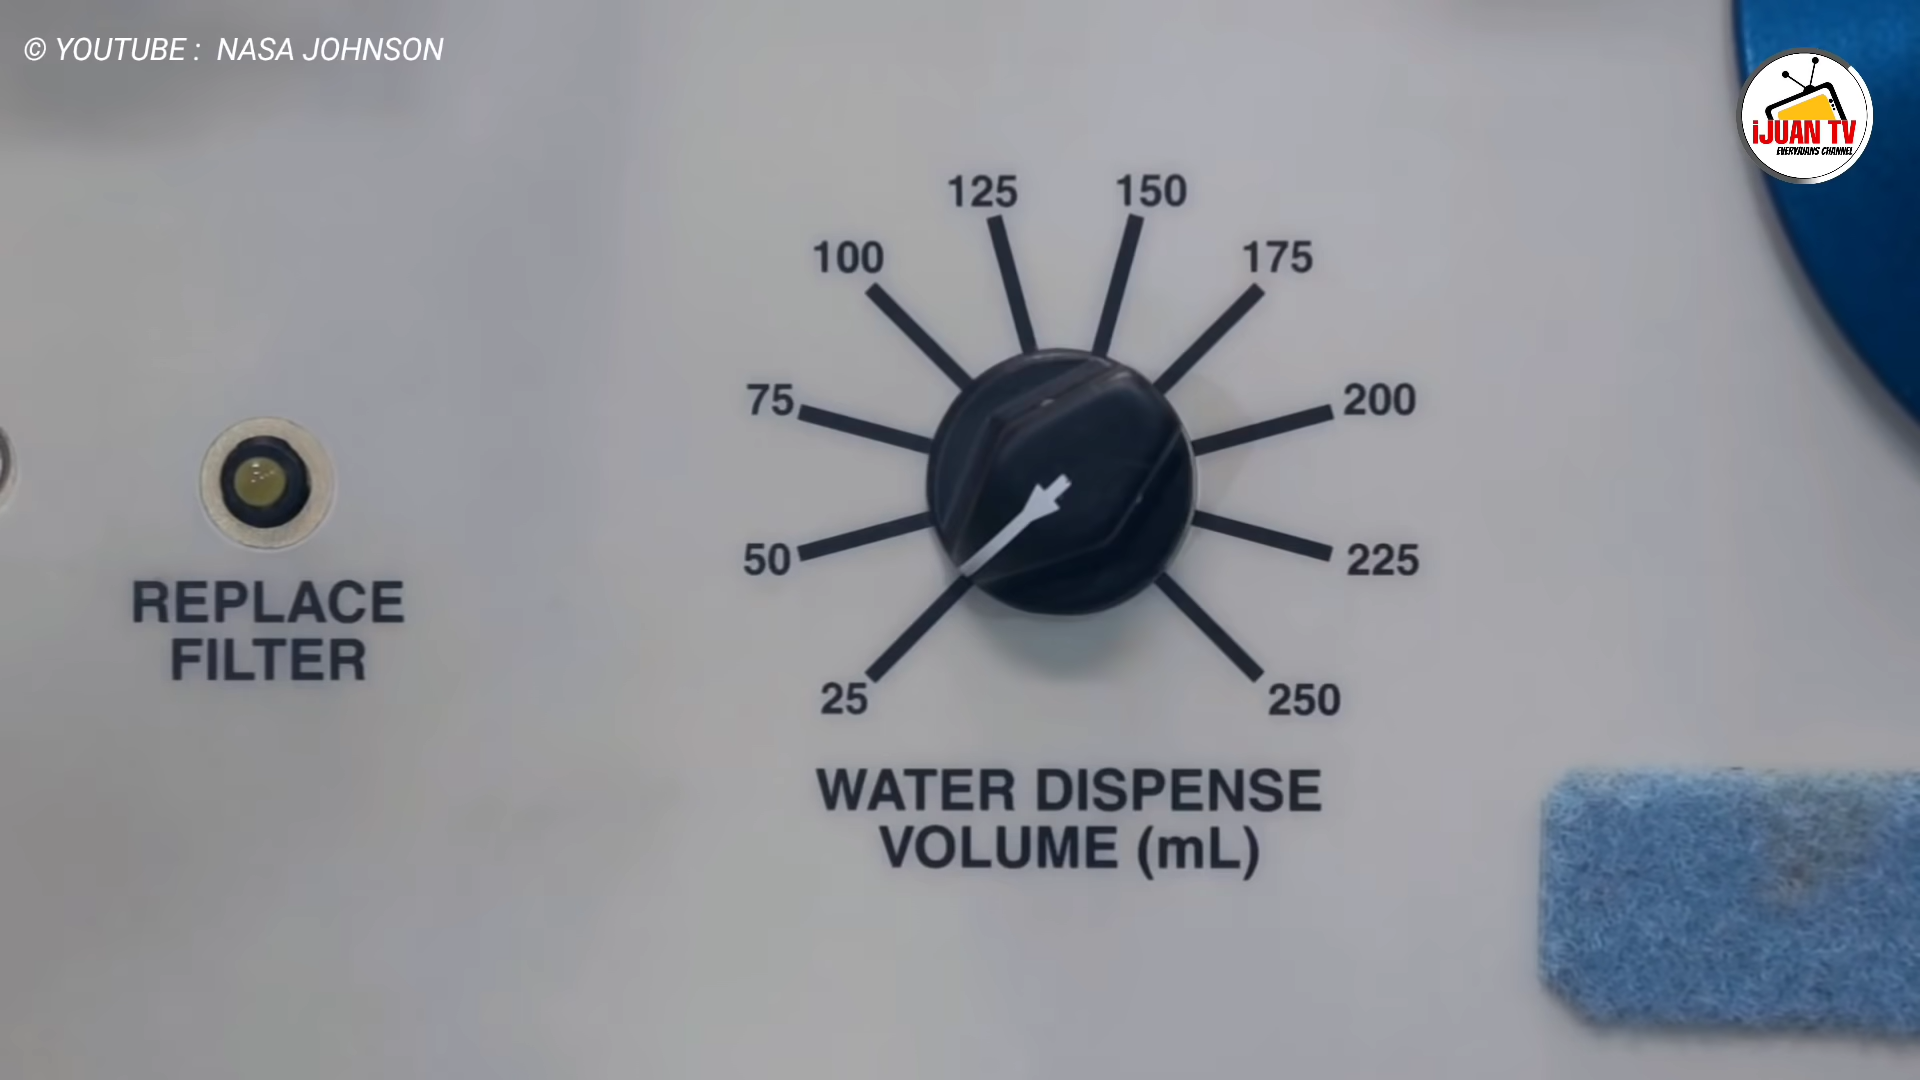 © YOUTUBE : NASA JOHNSON
iJUAN TV
EVERYJUANS CHANNEL
125 150
100 175
75 200
50 225
25 250
REPLACE
FILTER
WATER DISPENSE
VOLUME (mL)